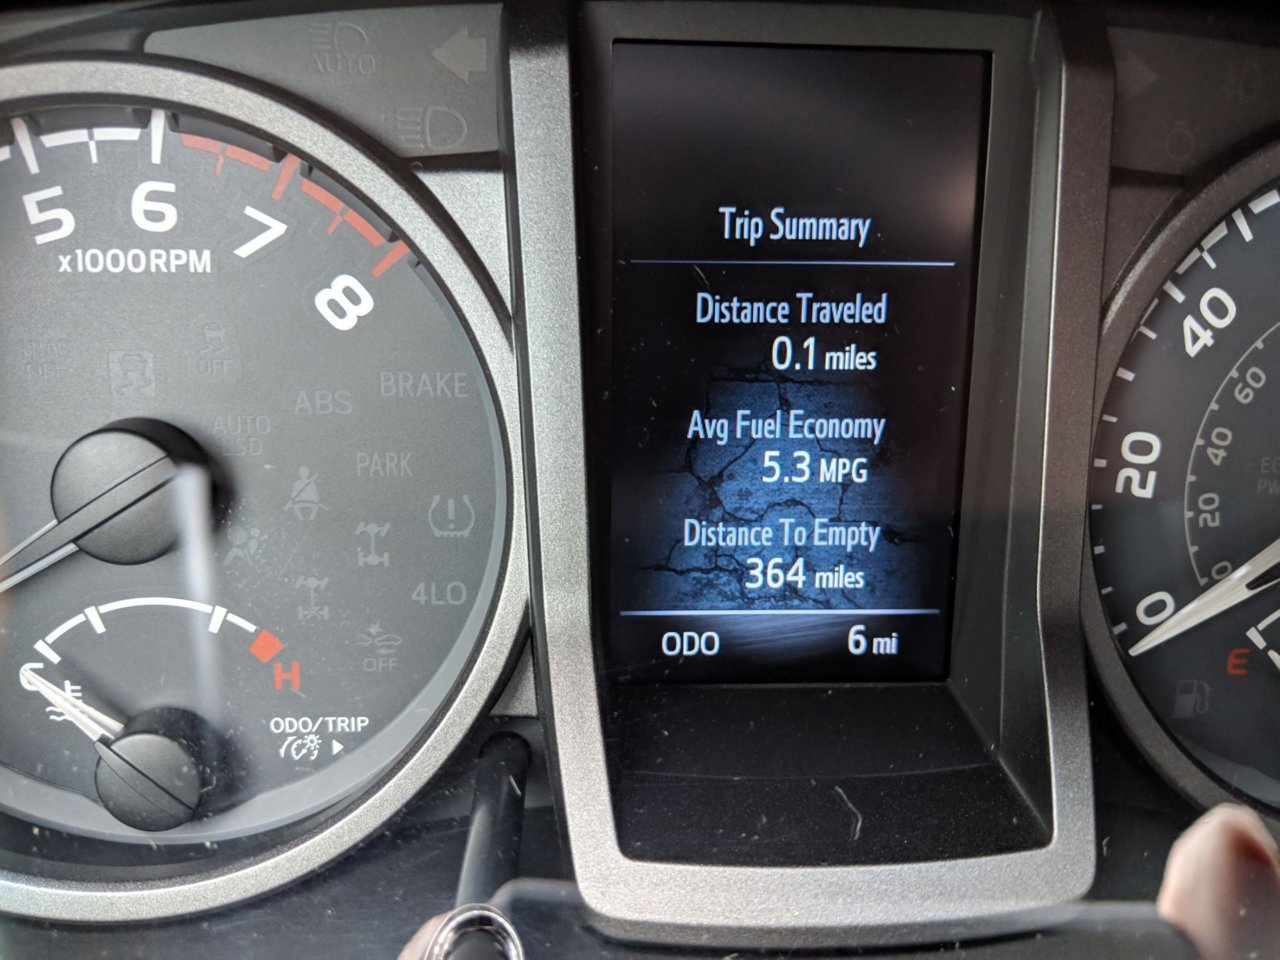 AUTO
5 6 7 8
x1000RPM
OFF
ABS
BRAKE
AUTO
LSD
PARK
4LO
OFF
C
H
ODO/TRIP
Trip Summary
Distance Traveled
0.1 miles
Avg Fuel Economy
5.3 MPG
Distance To Empty
364 miles
ODO 6 mi
40
20
0
60
40
20
0
E